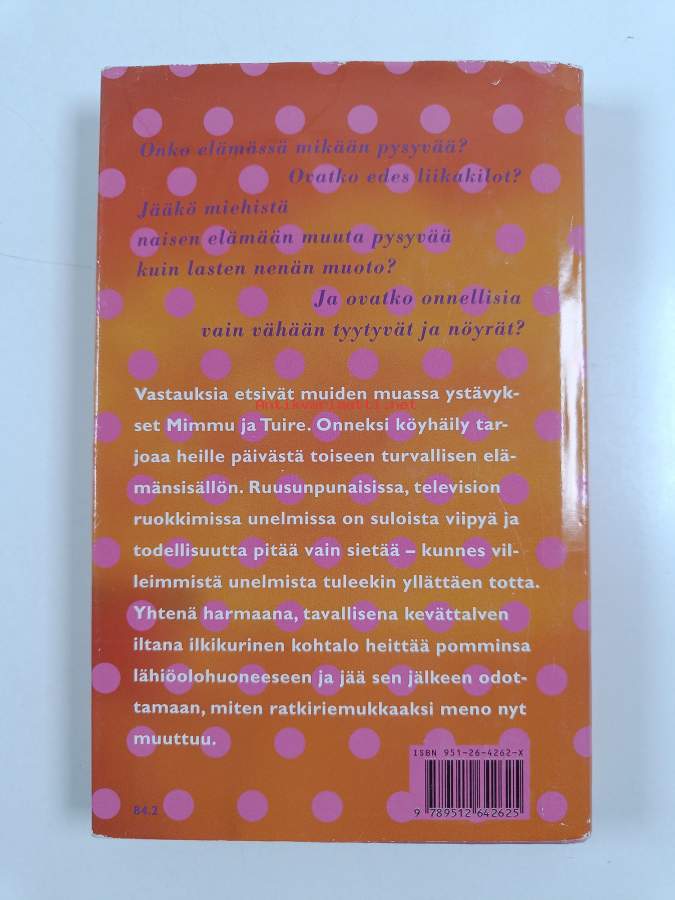 Onko elämässä mikään pysyvää?
Ovatko edes liikakilot?
Jääkö miehistä
naisen elämään muuta pysyvää
kuin lasten nenän muoto?
Ja ovatko onnellisia
vain vähään tyytyvät ja nöyrät?
Vastauksia etsivät muiden muassa ystävyk-
Antikvariaatti.net
set Mimmu ja Tuire. Onneksi köyhäily tar-
joaa heille päivästä toiseen turvallisen elä-
mänsisällön. Ruusunpunaisissa, television
ruokkimissa unelmissa on suloista viipyä ja
todellisuutta pitää vain sietää – kunnes vil-
leimmistä unelmista tuleekin yllättäen totta.
Yhtenä harmaana, tavallisena kevättalven
iltana ilkikurinen kohtalo heittää pomminsa
lähiöolohuoneeseen ja jää sen jälkeen odot-
tamaan, miten ratkiriemukkaaksi meno nyt
muuttuu.
ISBN 951-26-4262-X
84.2
9 789512 642625